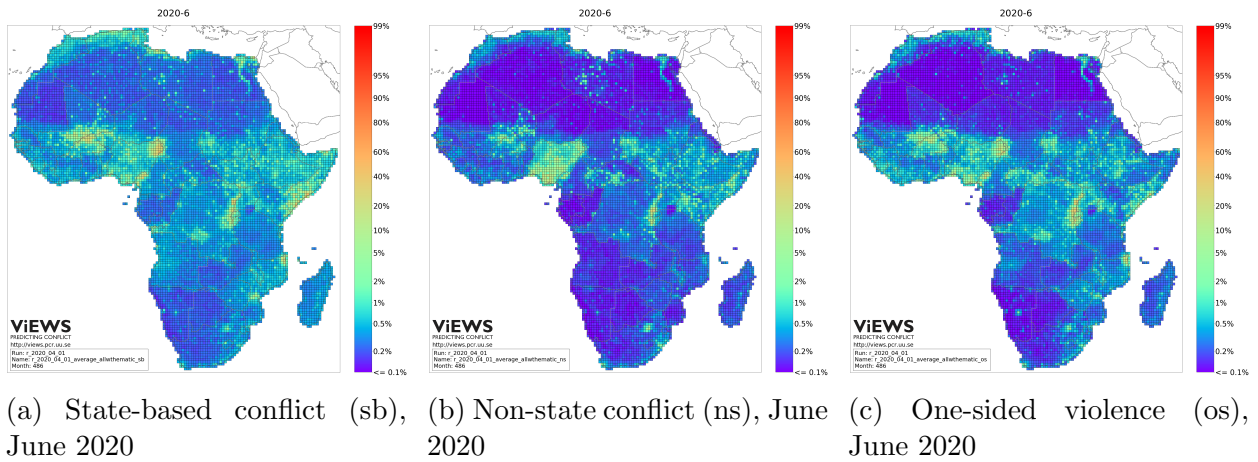 2020-6
99%
95%
90%
80%
60%
40%
20%
10%
5%
2%
1%
0.5%
0.2%
<= 0.1%
ViEWS
PREDICTING CONFLICT
http://views.pcr.uu.se
Run: r_2020_04_01
Name: r_2020_04_01_average_allwthematic_sb
Month: 486
(a) State-based conflict (sb),
June 2020
2020-6
99%
95%
90%
80%
60%
40%
20%
10%
5%
2%
1%
0.5%
0.2%
<= 0.1%
ViEWS
PREDICTING CONFLICT
http://views.pcr.uu.se
Run: r_2020_04_01
Name: r_2020_04_01_average_allwthematic_ns
Month: 486
(b) Non-state conflict (ns), June
2020
2020-6
99%
95%
90%
80%
60%
40%
20%
10%
5%
2%
1%
0.5%
0.2%
<= 0.1%
ViEWS
PREDICTING CONFLICT
http://views.pcr.uu.se
Run: r_2020_04_01
Name: r_2020_04_01_average_allwthematic_os
Month: 486
(c) One-sided violence (os),
June 2020